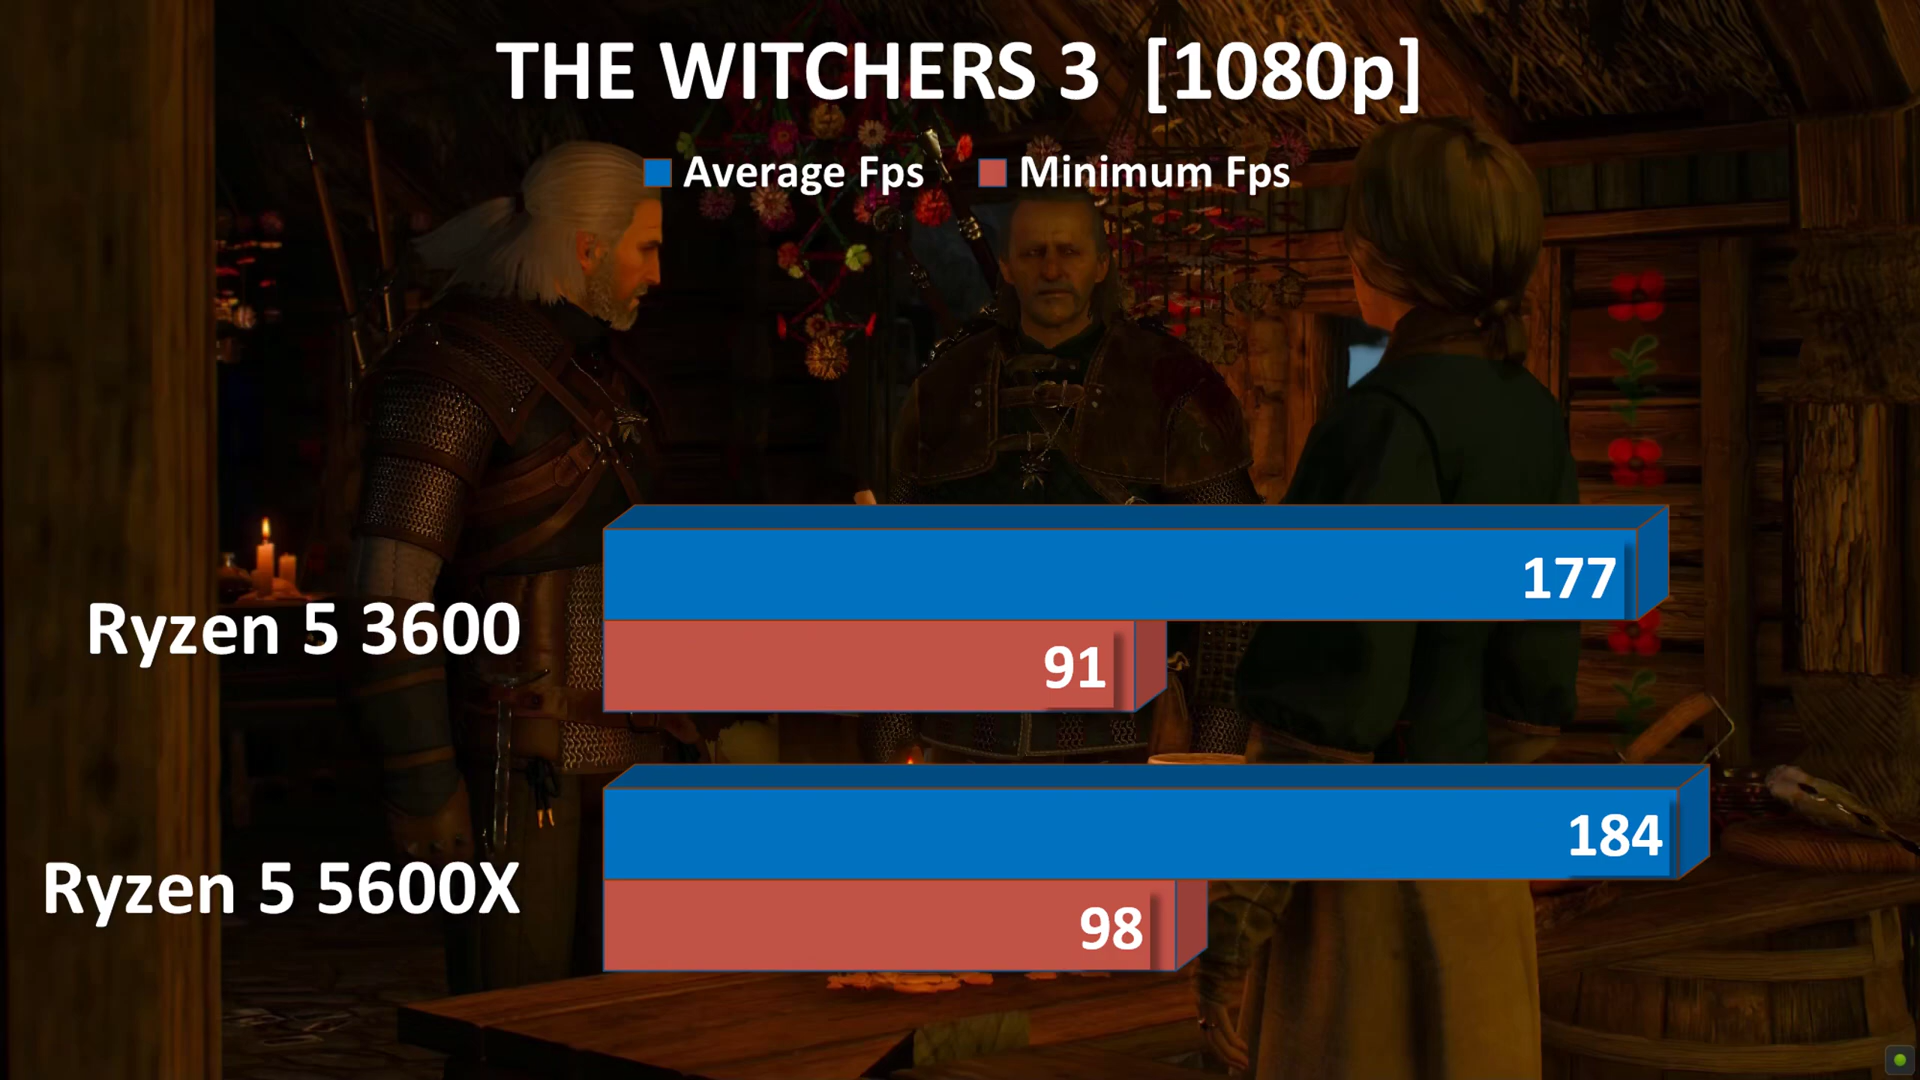 THE WITCHERS 3 [1080p]
Average Fps Minimum Fps
177
Ryzen 5 3600
91
184
Ryzen 5 5600X
98